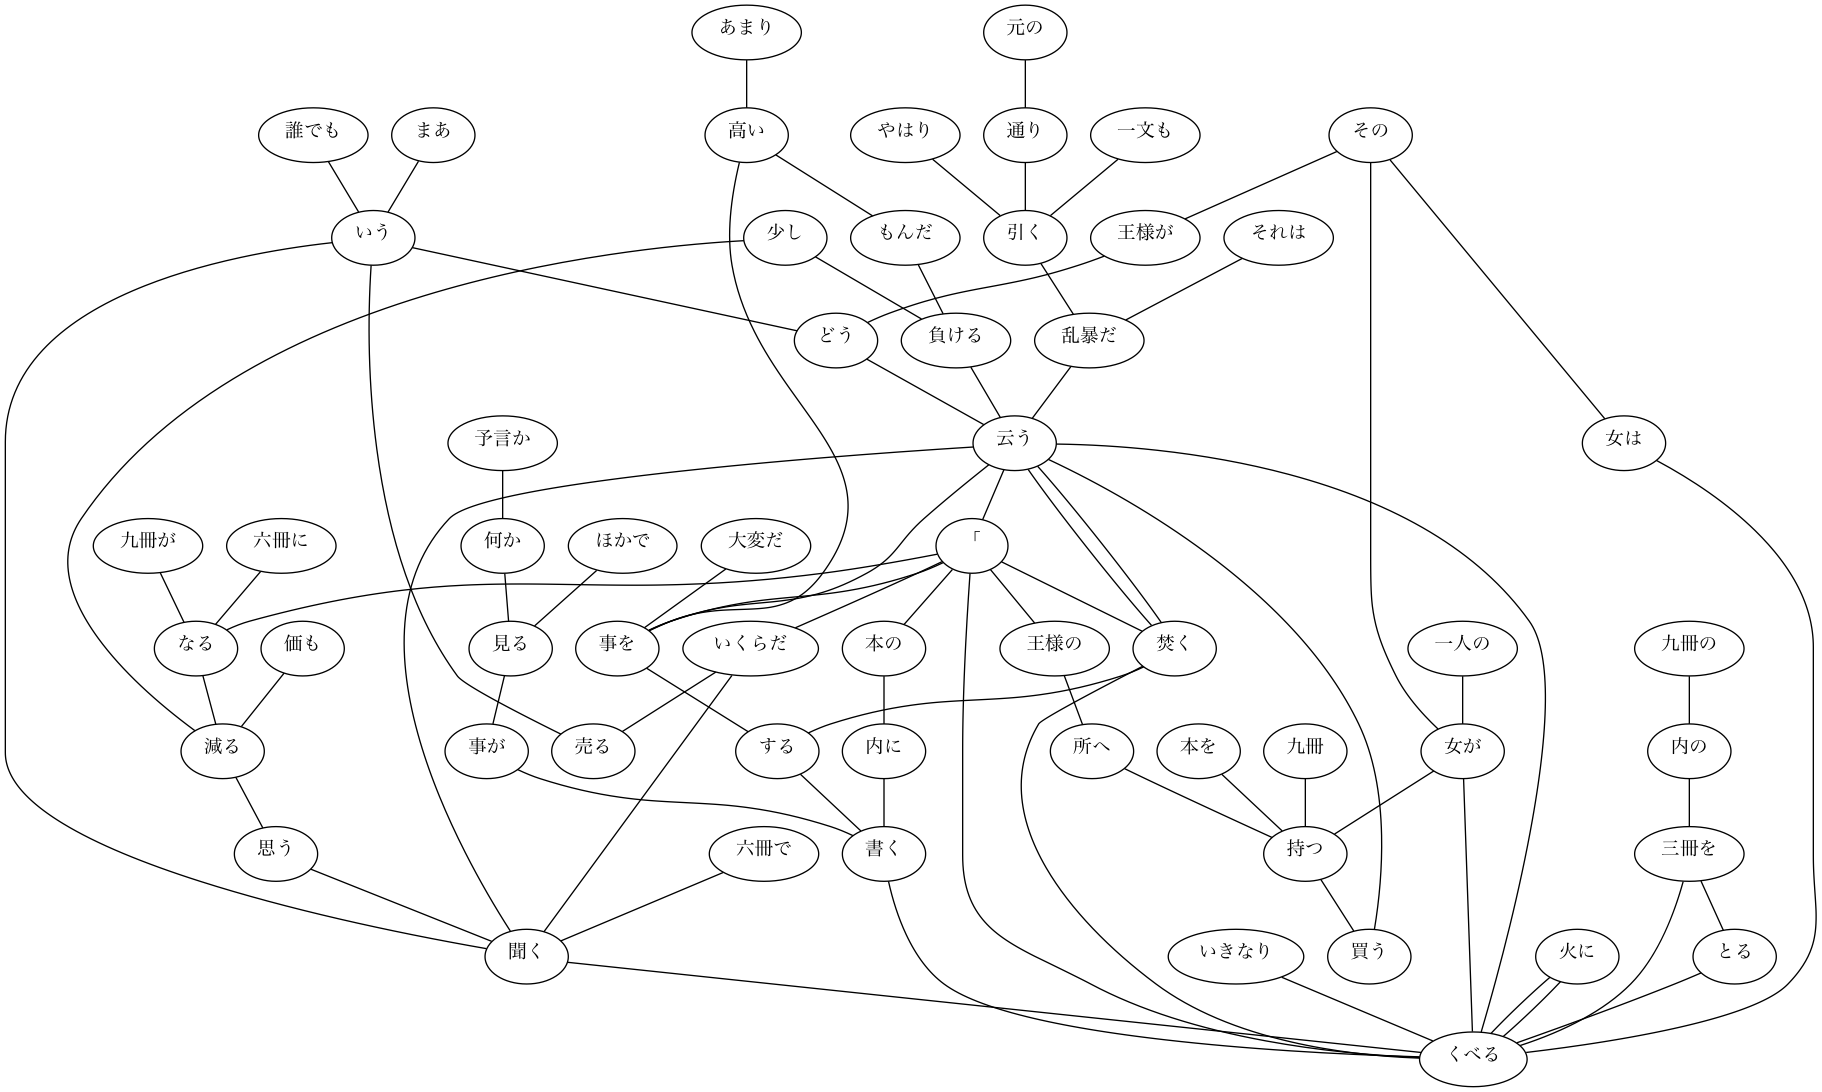 あまり
元の
誰でも
まあ
高い
やはり
通り
一文も
その
いう
少し
もんだ
引く
王様が
それは
どう
負ける
乱暴だ
予言か
云う
女は
九冊が
六冊に
何か
ほかで
大変だ
「
なる
価も
見る
事を
いくらだ
本の
王様の
焚く
一人の
九冊の
減る
事が
売る
する
内に
所へ
本を
九冊
女が
内の
思う
六冊で
書く
持つ
三冊を
聞く
いきなり
買う
火に
とる
くべる